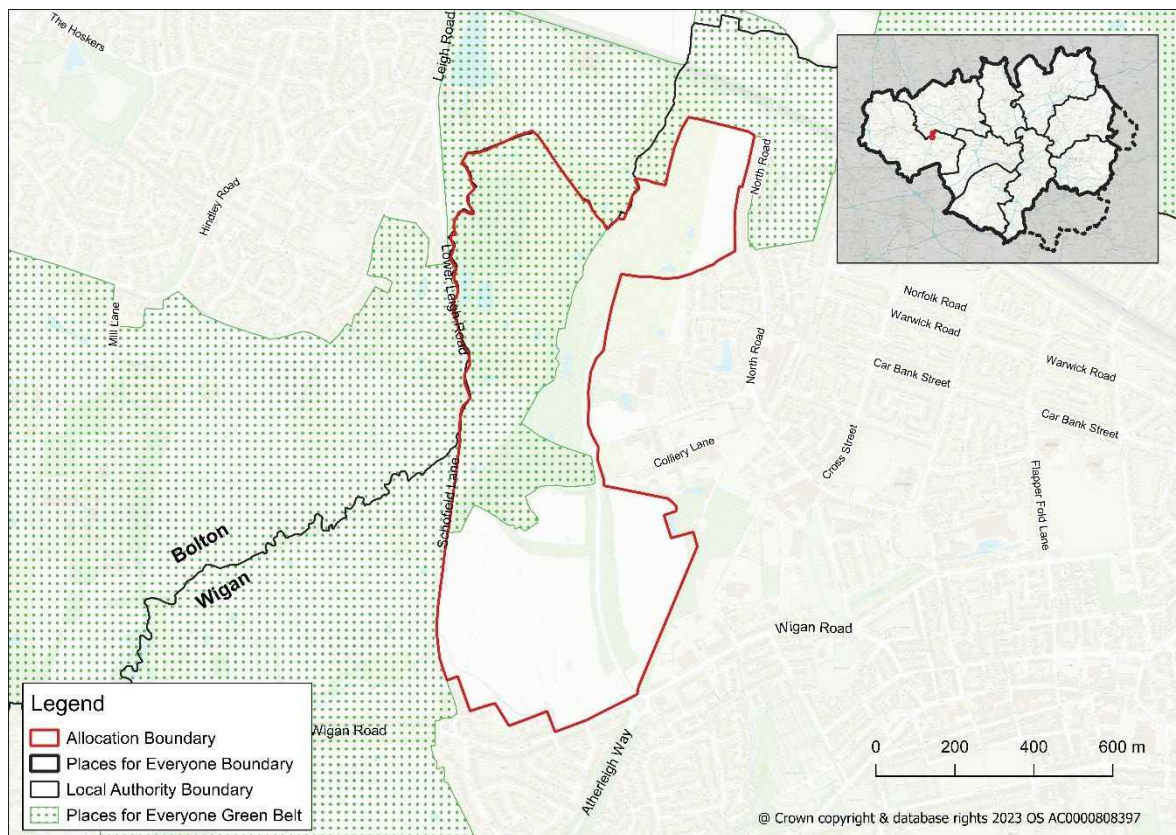 The Hoskers
Leigh Road
Hindley Road
North Road
Mill Lane
Lower Leigh Road
Norfolk Road
Warwick Road
Warwick Road
North Road
Car Bank Street
Car Bank Street
Cross Street
Colliery Lane
Flapper Fold Lane
Schofield Lane
Bolton
Wigan
Wigan Road
Wigan Road
Atherleigh Way
Legend
Allocation Boundary
Places for Everyone Boundary
Local Authority Boundary
Places for Everyone Green Belt
0 200 400 600 m
@ Crown copyright & database rights 2023 OS AC0000808397